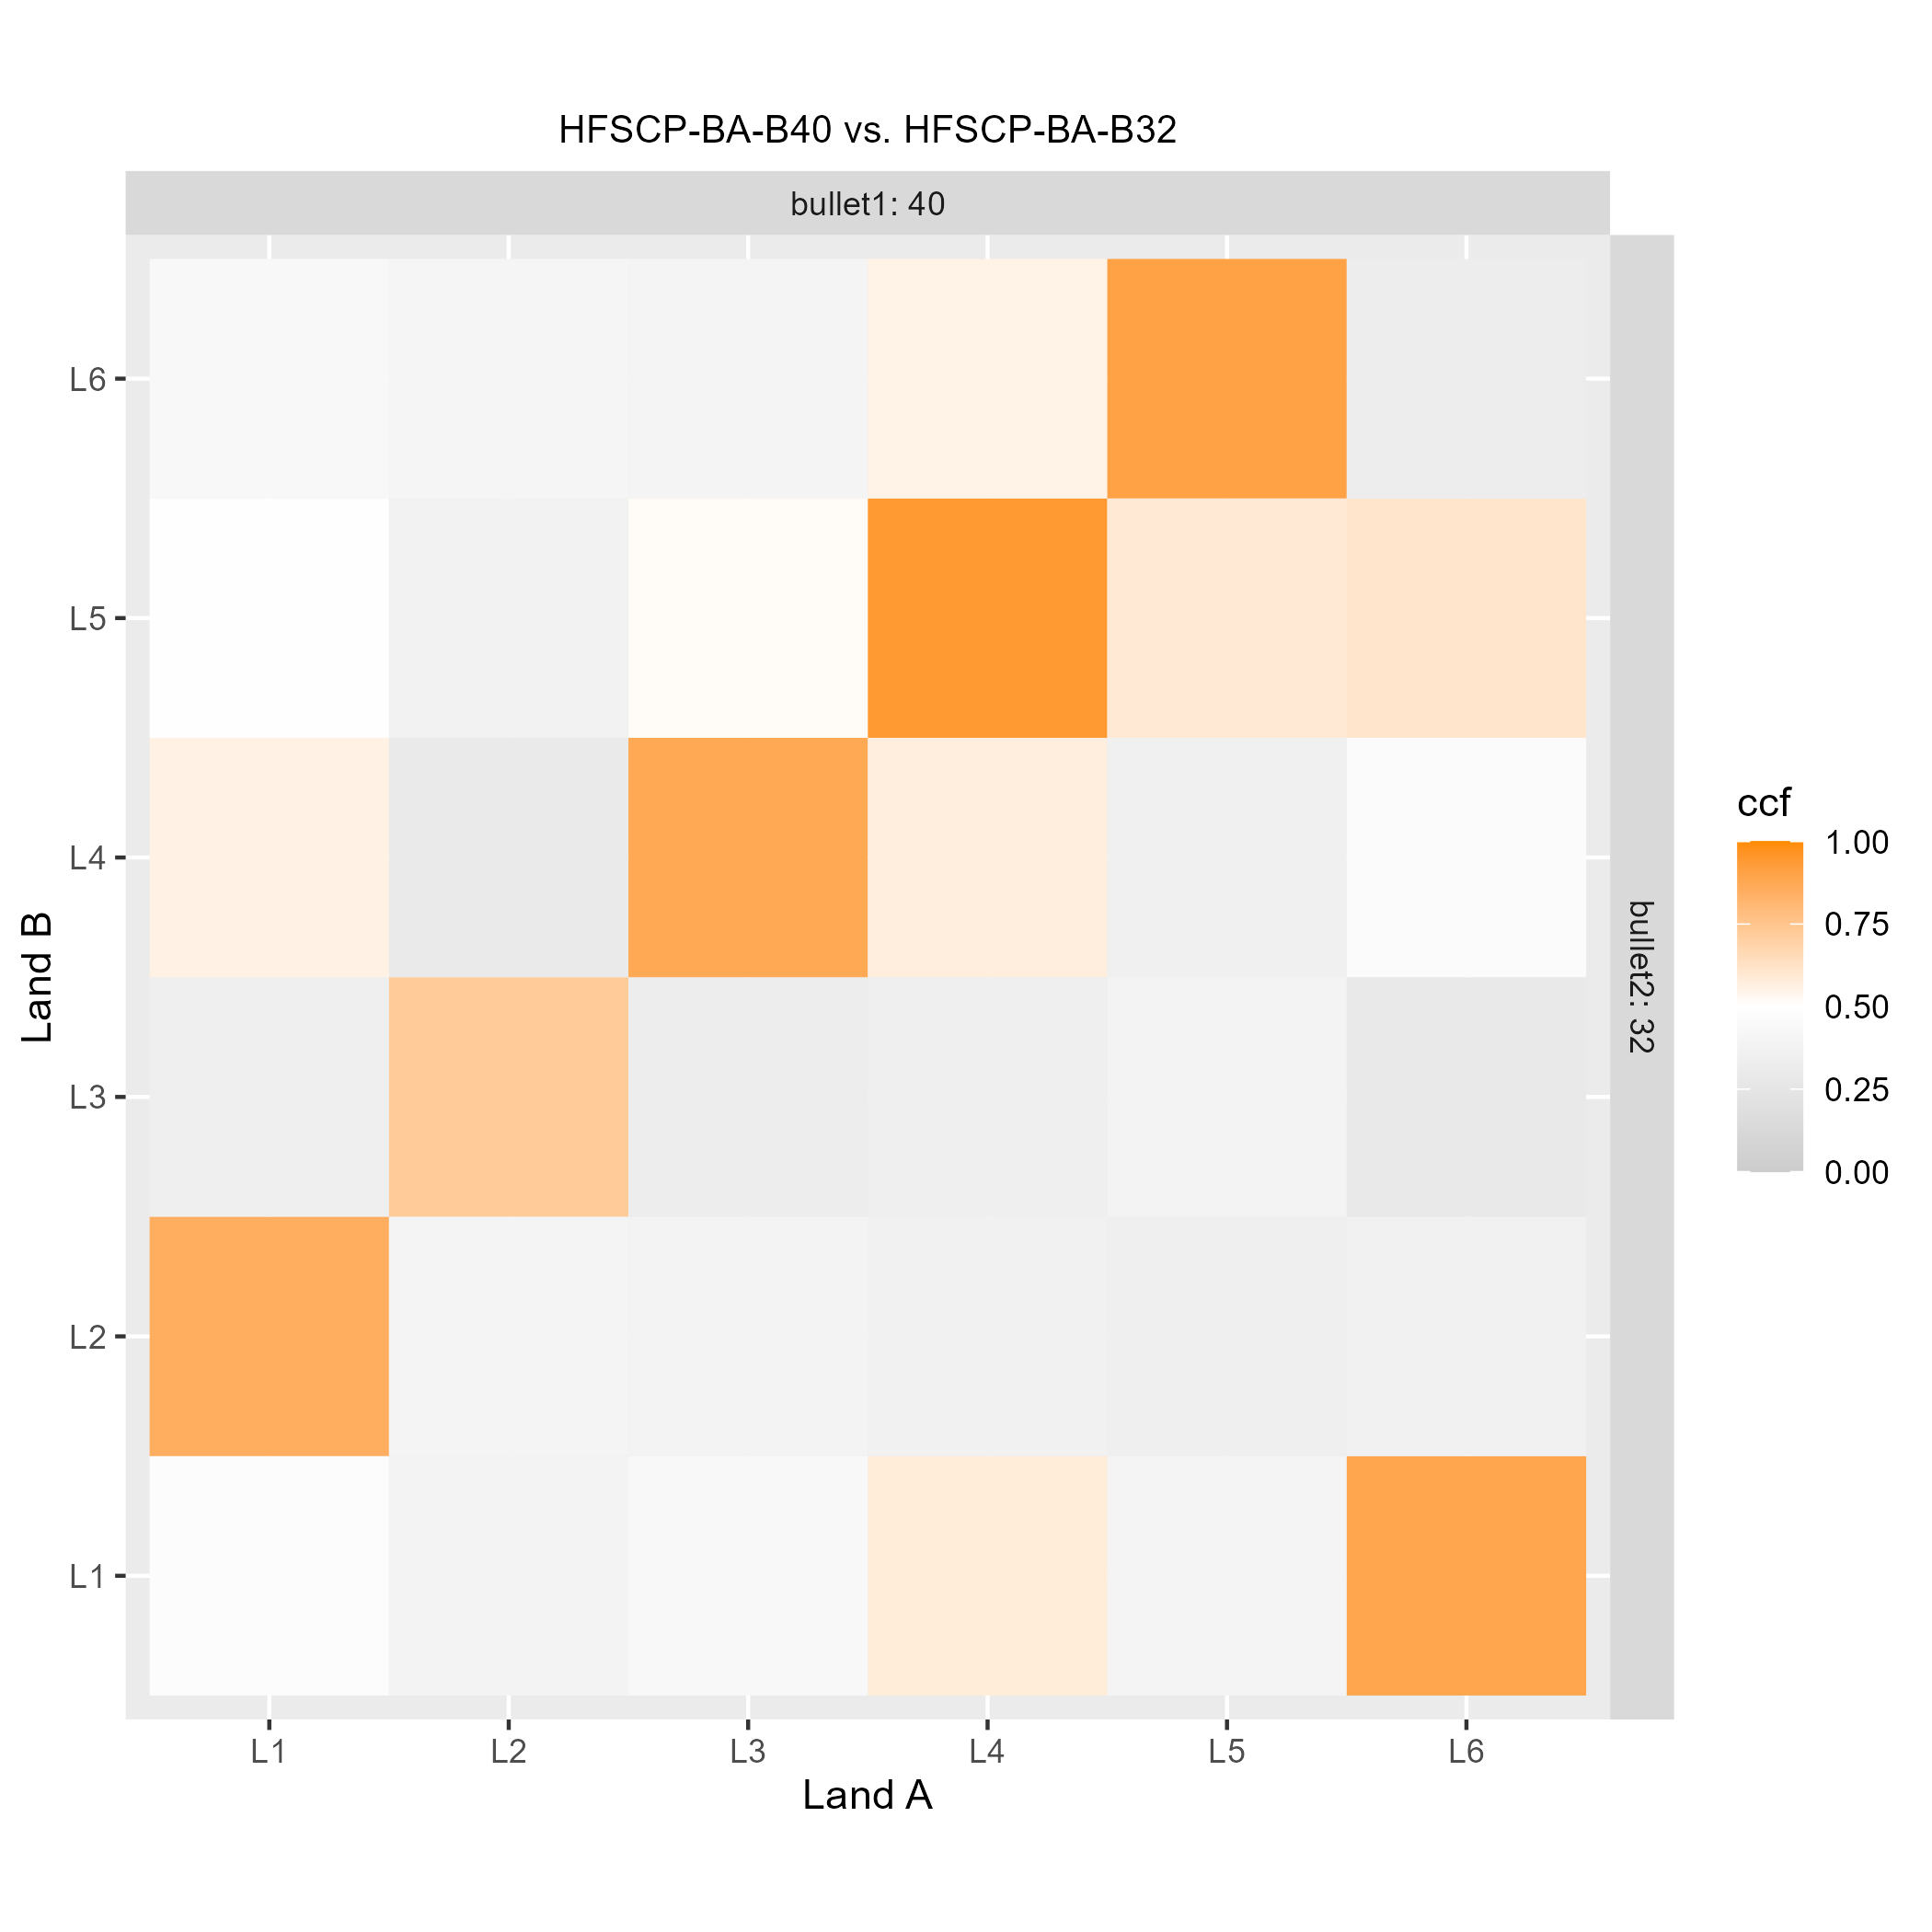 HFSCP-BA-B40 vs. HFSCP-BA-B32
bullet1: 40
L6
L5
L4
L3
L2
L1
Land B
bullet2: 32
L1 L2 L3 L4 L5 L6
Land A
ccf
1.00
0.75
0.50
0.25
0.00